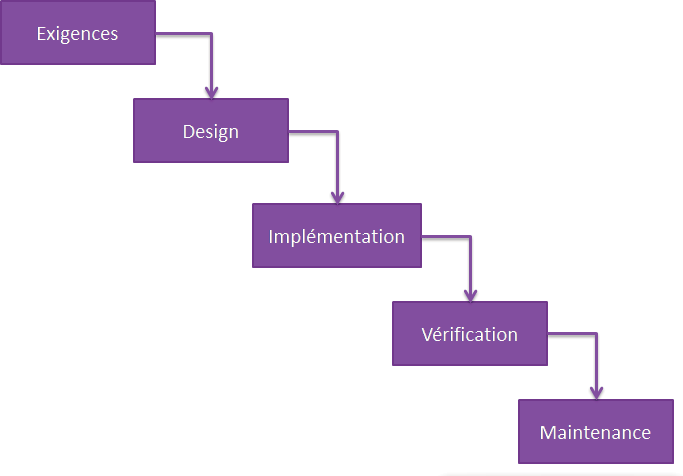 Exigences
Design
Implémentation
Vérification
Maintenance